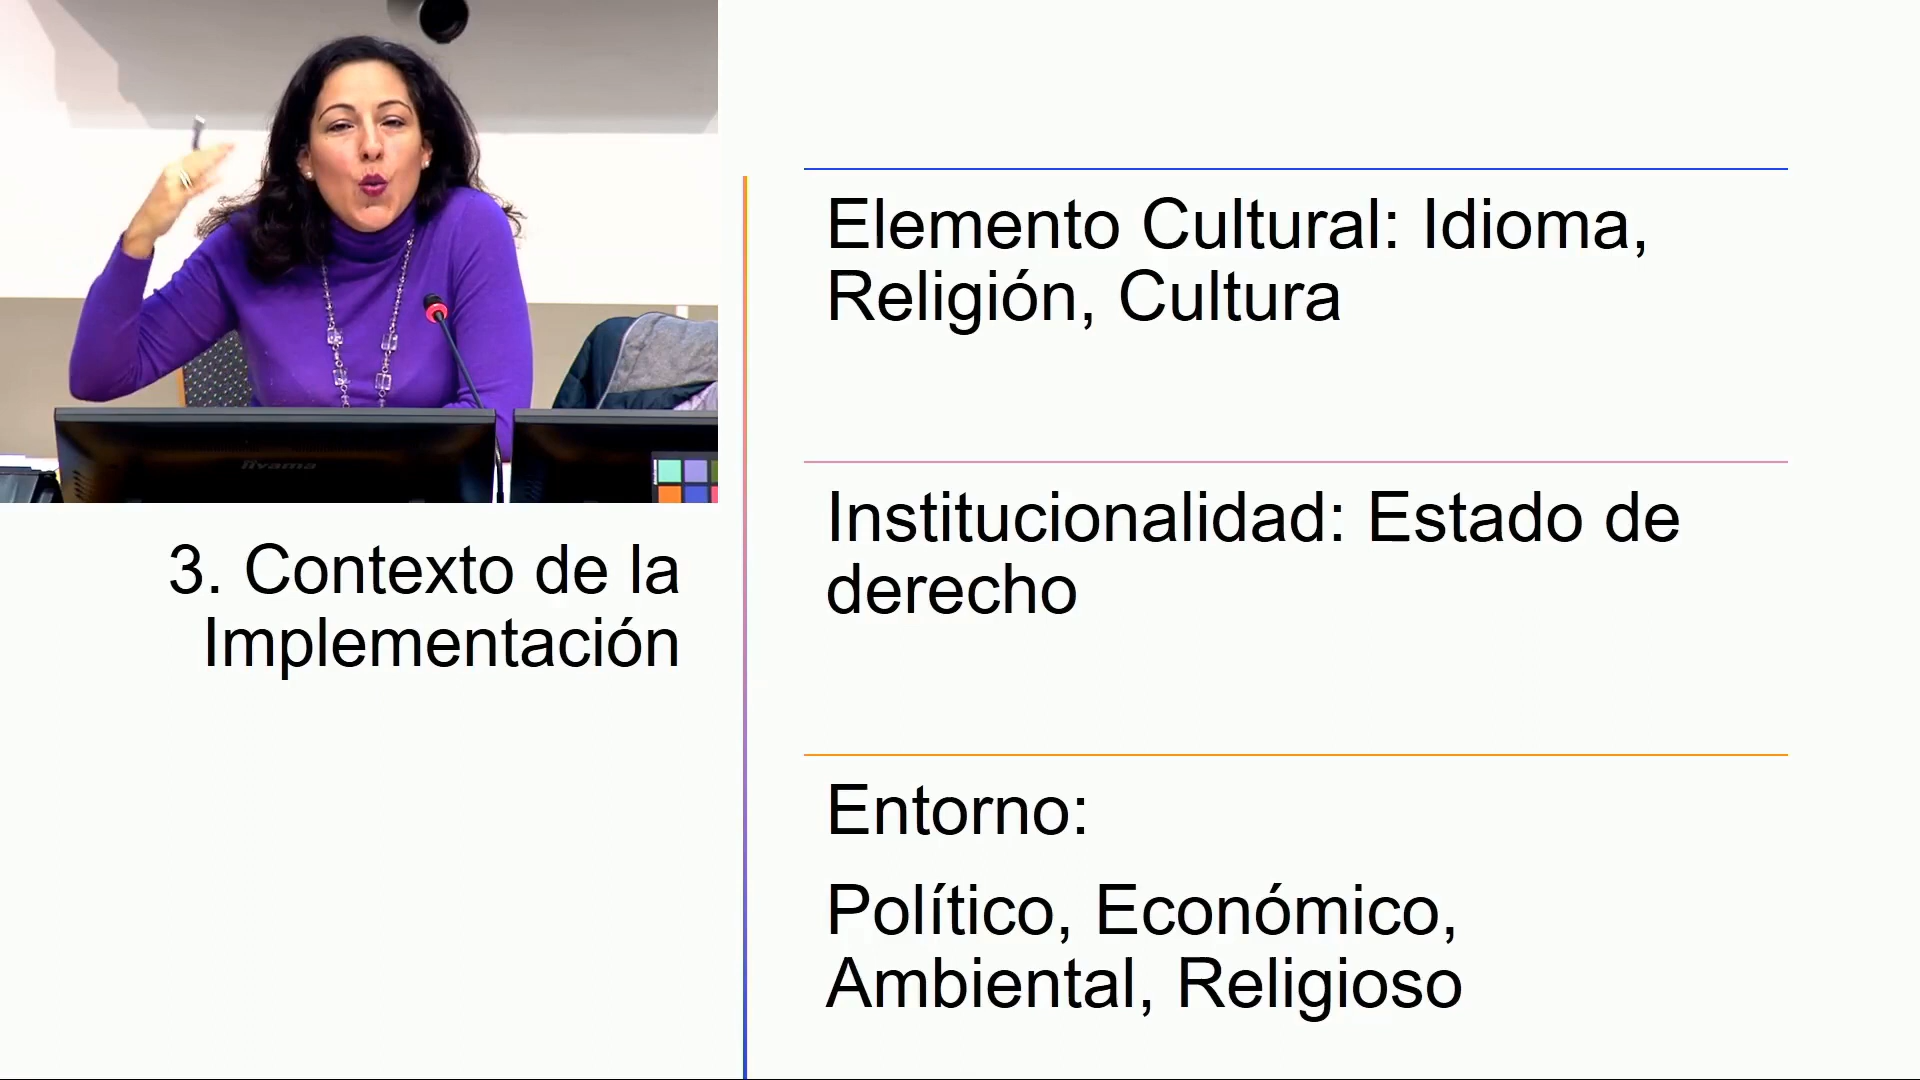 iiyama
3. Contexto de la
Implementación
Elemento Cultural: Idioma,
Religión, Cultura
Institucionalidad: Estado de
derecho
Entorno:
Político, Económico,
Ambiental, Religioso